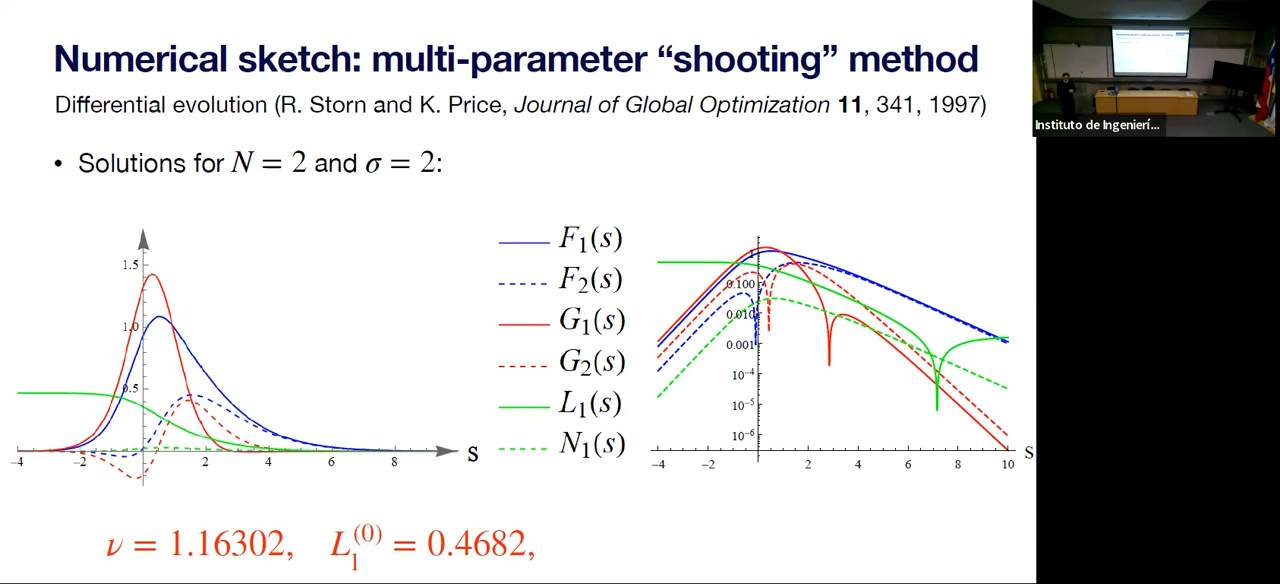 Numerical sketch: multi-parameter “shooting” method
Differential evolution (R. Storn and K. Price, Journal of Global Optimization 11, 341, 1997)
• Solutions for N = 2 and σ = 2:
1.5
1.0
0.5
−4 −2 2 4 6 8 S
F₁(s)
F₂(s)
G₁(s)
G₂(s)
L₁(s)
N₁(s)
1
0.100
0.010
0.001
10⁻⁴
10⁻⁵
10⁻⁶
−4 −2 2 4 6 8 10 S
ν = 1.16302, L₁⁽⁰⁾ = 0.4682,
Instituto de Ingenierí...